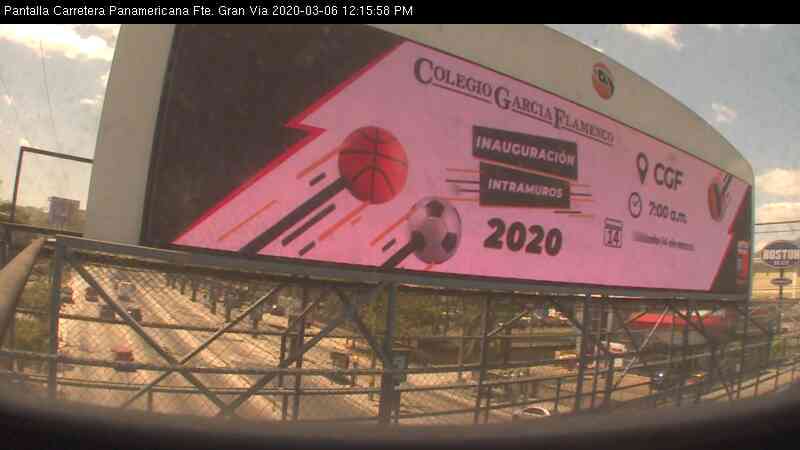 Pantalla Carretera Panamericana Fte. Gran Via 2020-03-06 12:15:58 PM
COLEGIO GARCIA FLAMENCO
INAUGURACIÓN
INTRAMUROS
2020
CGF
7:00 a.m.
14
BOSTON